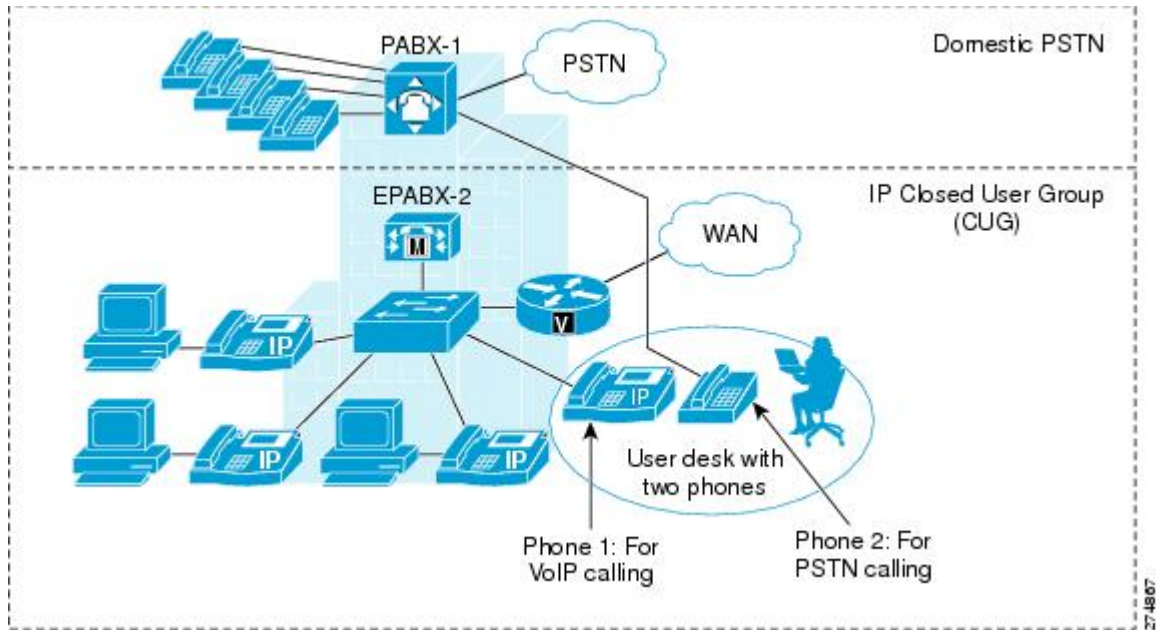 PABX-1
PSTN
Domestic PSTN
EPABX-2
M
IP Closed User Group
(CUG)
WAN
V
IP
IP
IP
IP
User desk with
two phones
Phone 1: For
VoIP calling
Phone 2: For
PSTN calling
274867